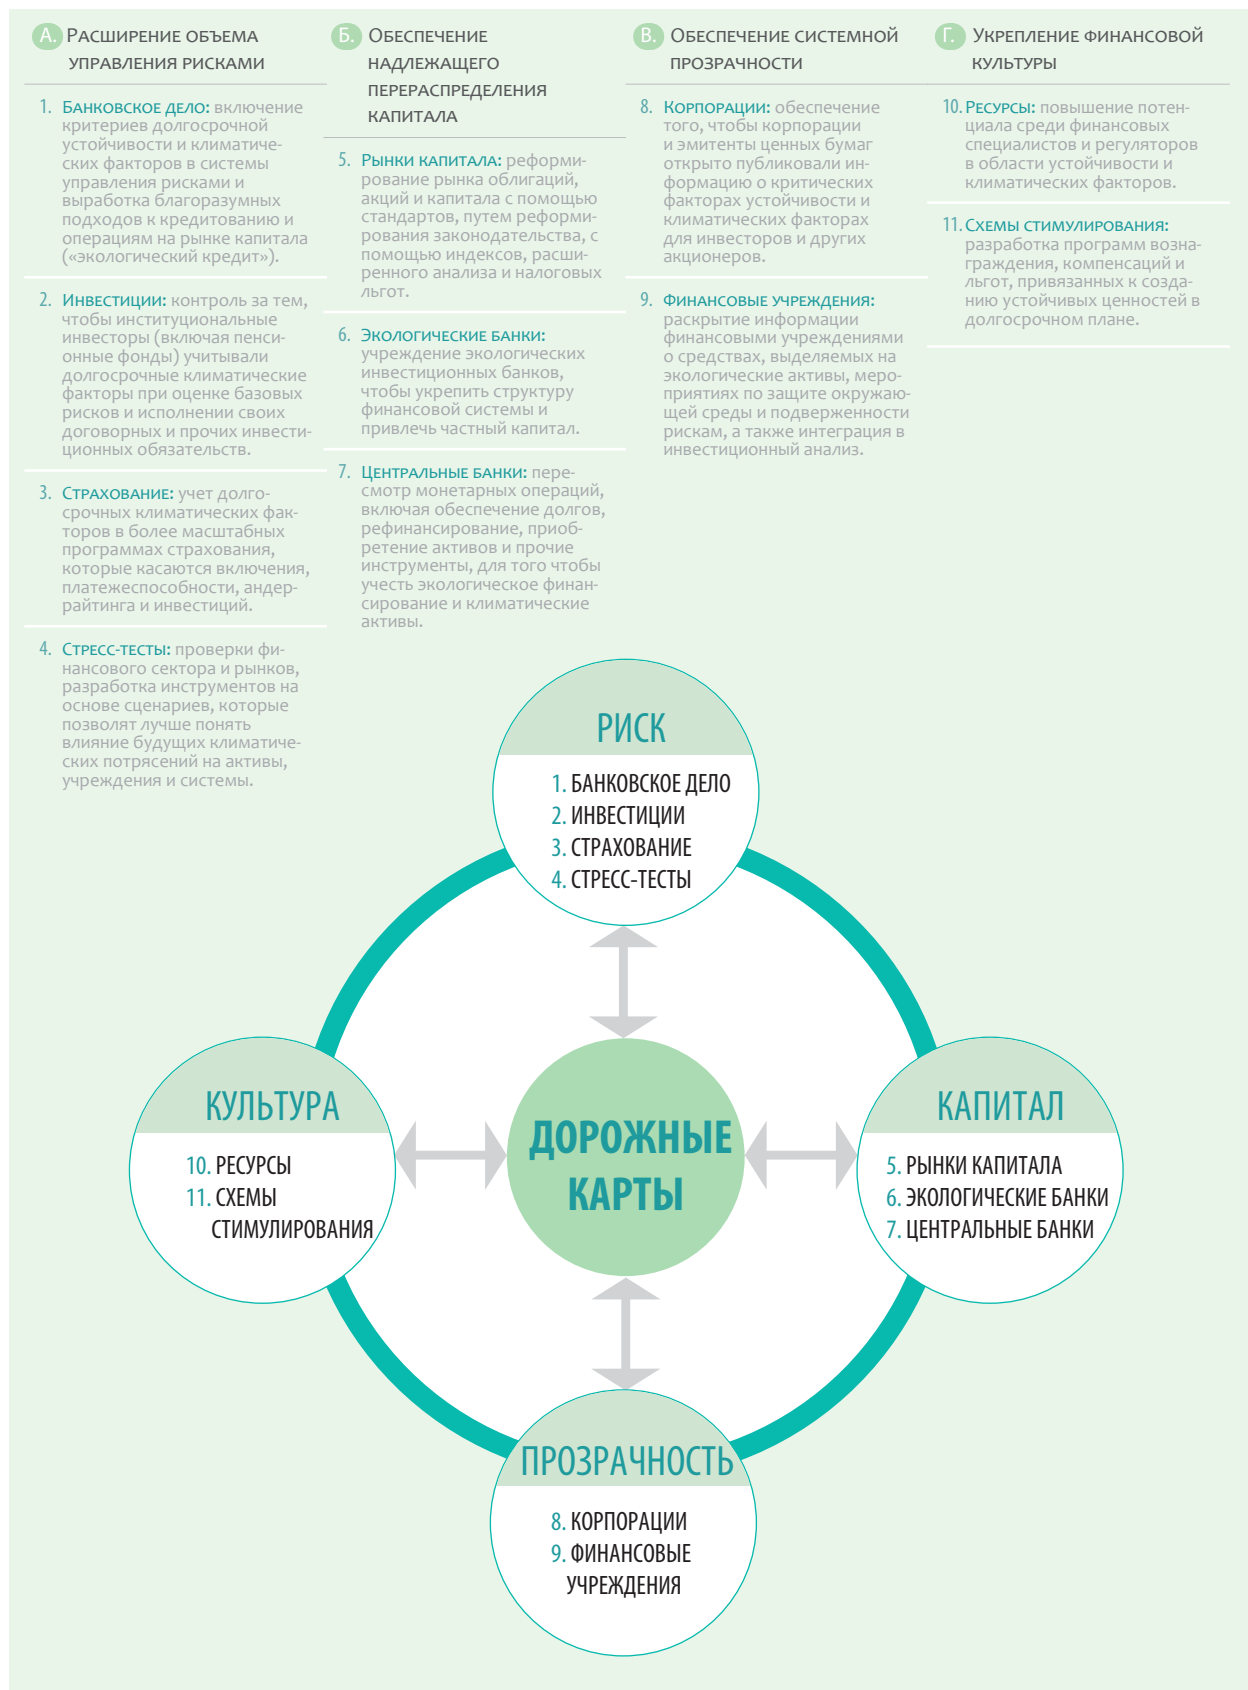 А. Расширение объема
управления рисками
1. Банковское дело: включение
критериев долгосрочной
устойчивости и климатиче-
ских факторов в системы
управления рисками и
выработка благоразумных
подходов к кредитованию и
операциям на рынке капитала
(«экологический кредит»).
2. Инвестиции: контроль за тем,
чтобы институциональные
инвесторы (включая пенси-
онные фонды) учитывали
долгосрочные климатические
факторы при оценке базовых
рисков и исполнении своих
договорных и прочих инвести-
ционных обязательств.
3. Страхование: учет долго-
срочных климатических фак-
торов в более масштабных
программах страхования,
которые касаются включения,
платежеспособности, андер-
райтинга и инвестиций.
4. Стресс-тесты: проверки фи-
нансового сектора и рынков,
разработка инструментов на
основе сценариев, которые
позволят лучше понять
влияние будущих климатиче-
ских потрясений на активы,
учреждения и системы.
Б. Обеспечение
надлежащего
перераспределения
капитала
5. Рынки капитала: реформи-
рование рынка облигаций,
акций и капитала с помощью
стандартов, путем реформи-
рования законодательства, с
помощью индексов, расши-
ренного анализа и налоговых
льгот.
6. Экологические банки:
учреждение экологических
инвестиционных банков,
чтобы укрепить структуру
финансовой системы и
привлечь частный капитал.
7. Центральные банки: пере-
смотр монетарных операций,
включая обеспечение долгов,
рефинансирование, приоб-
ретение активов и прочие
инструменты, для того чтобы
учесть экологическое финан-
сирование и климатические
активы.
В. Обеспечение системной
прозрачности
8. Корпорации: обеспечение
того, чтобы корпорации
и эмитенты ценных бумаг
открыто публиковали ин-
формацию о критических
факторах устойчивости и
климатических факторах
для инвесторов и других
акционеров.
9. Финансовые учреждения:
раскрытие информации
финансовыми учреждениями
о средствах, выделяемых на
экологические активы, меро-
приятиях по защите окружаю-
щей среды и подверженности
рискам, а также интеграция в
инвестиционный анализ.
Г. Укрепление финансовой
культуры
10. Ресурсы: повышение потен-
циала среди финансовых
специалистов и регуляторов
в области устойчивости и
климатических факторов.
11. Схемы стимулирования:
разработка программ возна-
граждения, компенсаций и
льгот, привязанных к созда-
нию устойчивых ценностей в
долгосрочном плане.
РИСК
1. БАНКОВСКОЕ ДЕЛО
2. ИНВЕСТИЦИИ
3. СТРАХОВАНИЕ
4. СТРЕСС-ТЕСТЫ
КУЛЬТУРА
10. РЕСУРСЫ
11. СХЕМЫ
СТИМУЛИРОВАНИЯ
ДОРОЖНЫЕ
КАРТЫ
КАПИТАЛ
5. РЫНКИ КАПИТАЛА
6. ЭКОЛОГИЧЕСКИЕ БАНКИ
7. ЦЕНТРАЛЬНЫЕ БАНКИ
ПРОЗРАЧНОСТЬ
8. КОРПОРАЦИИ
9. ФИНАНСОВЫЕ
УЧРЕЖДЕНИЯ